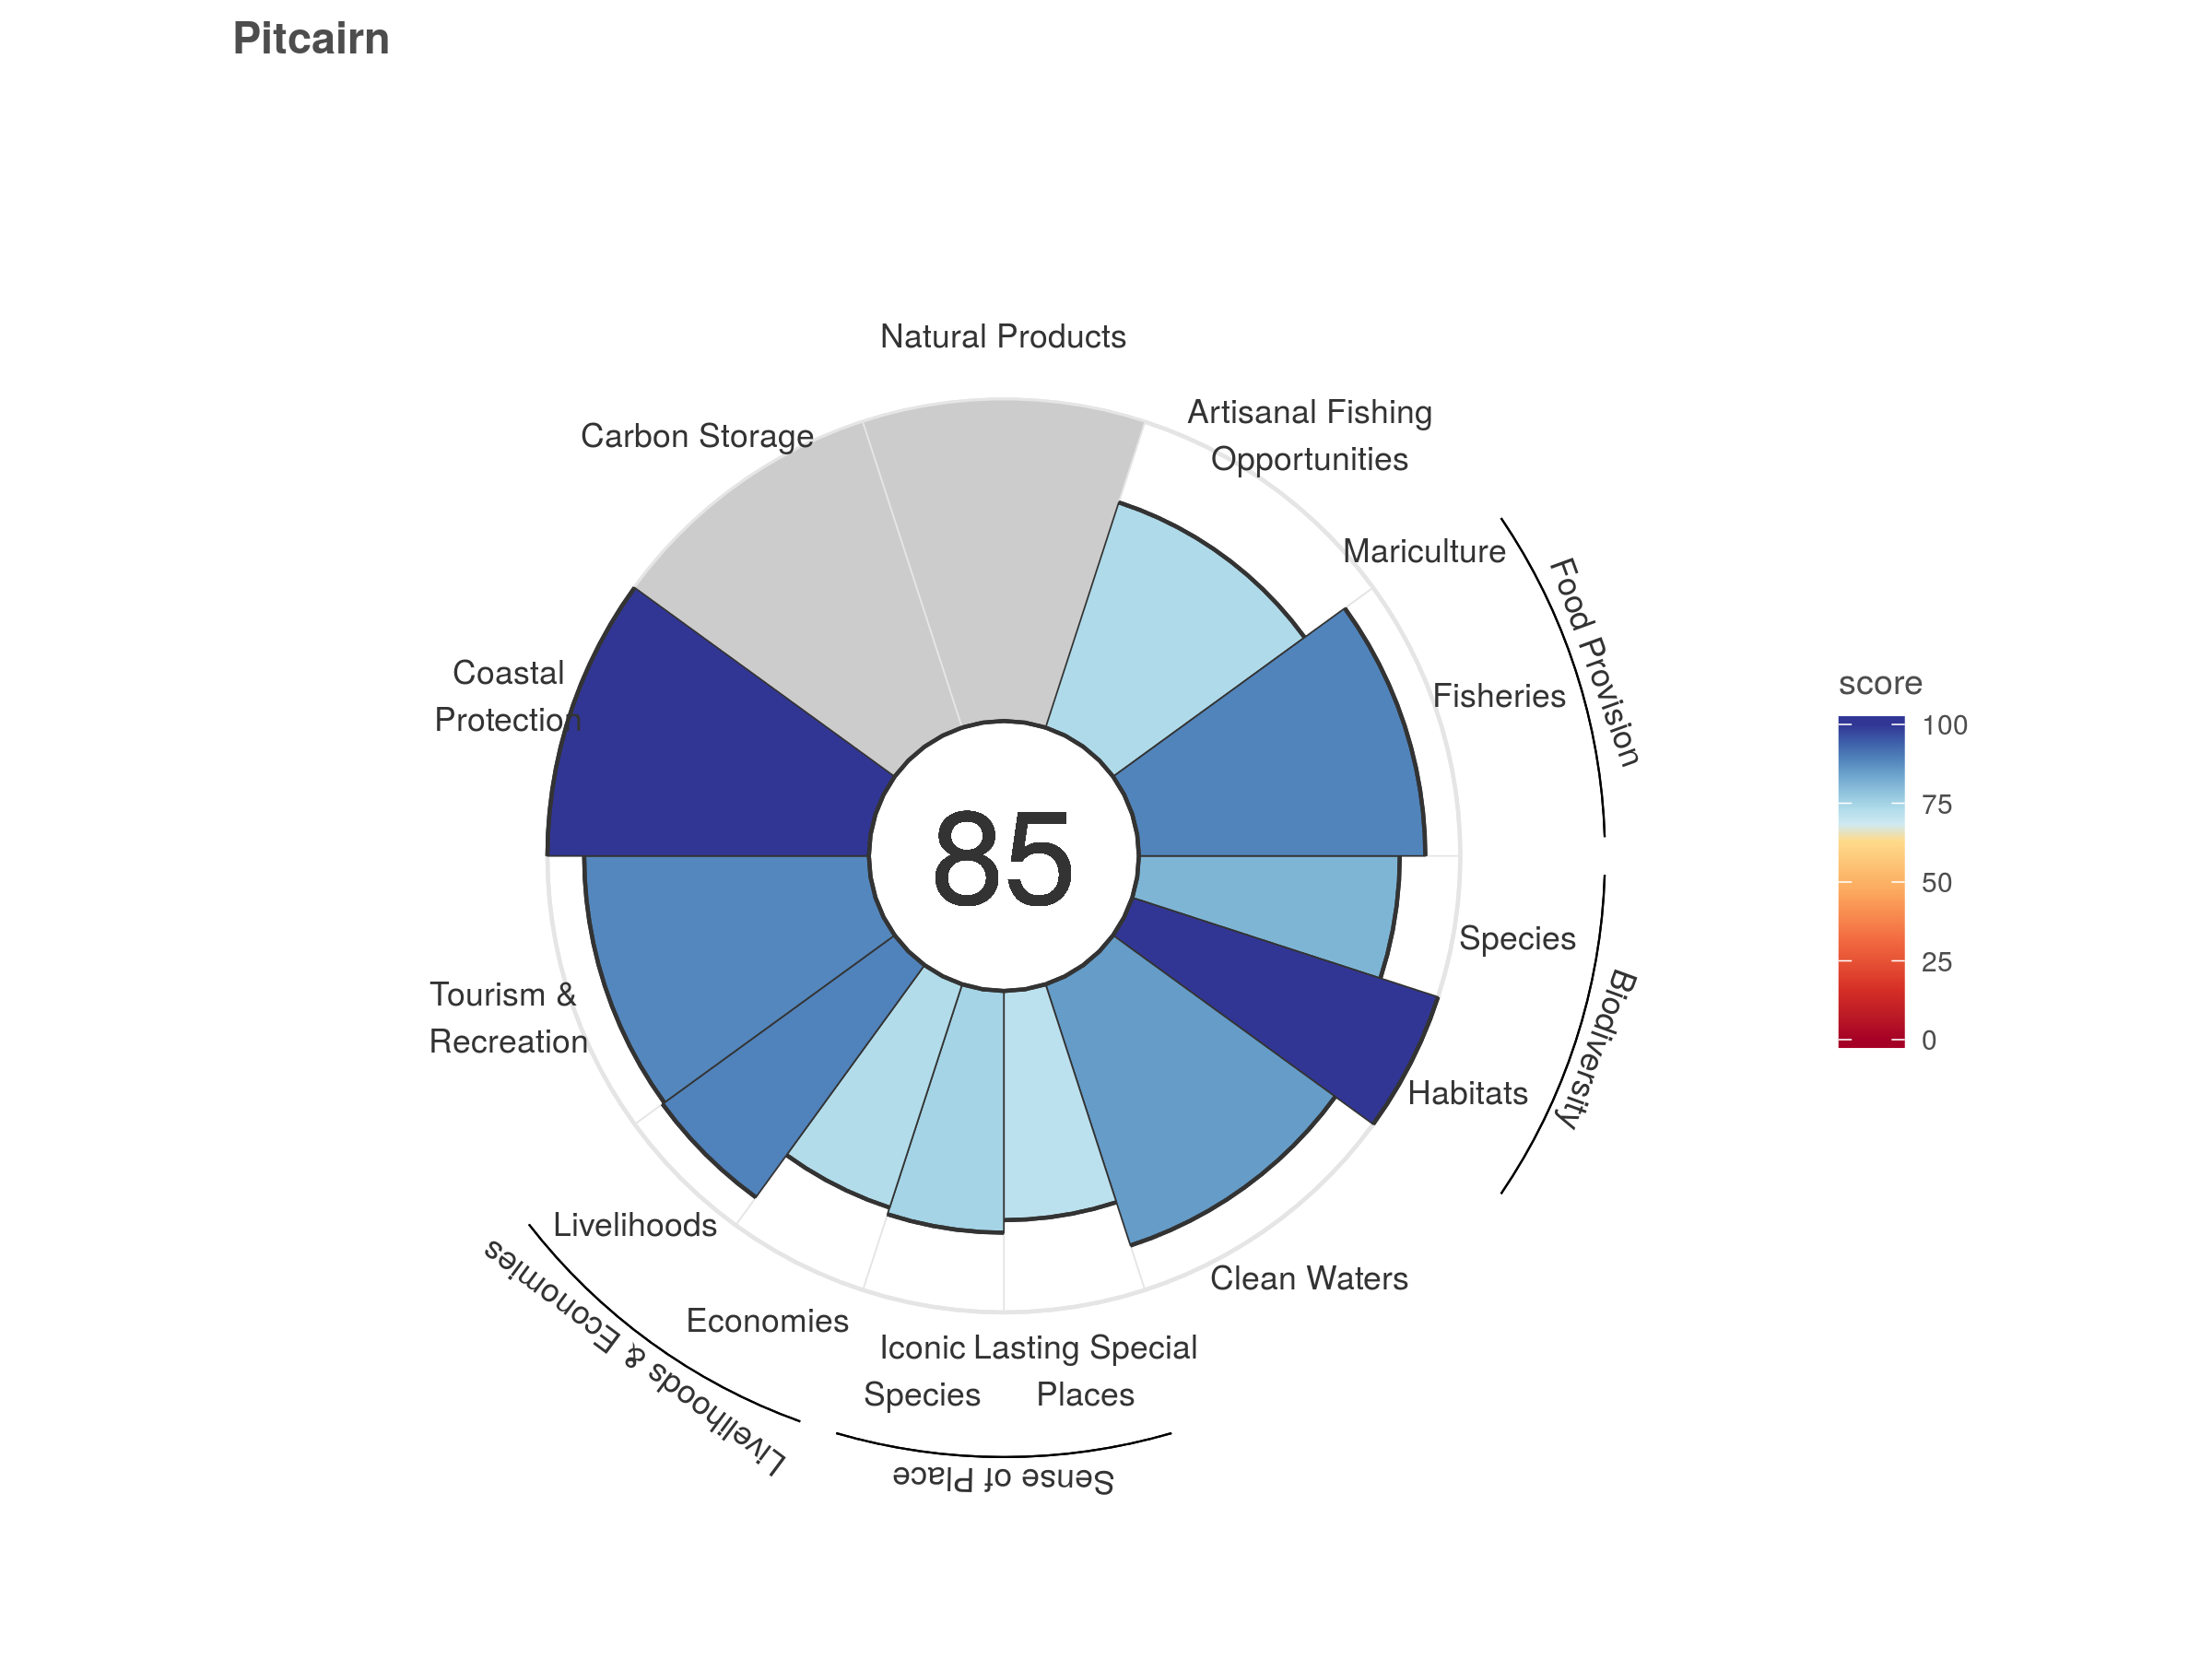 Pitcairn
Natural Products
Artisanal Fishing
Opportunities
Carbon Storage
Mariculture
Food Provision
Fisheries
Coastal
Protection
score
100
75
50
25
0
85
Species
Biodiversity
Habitats
Tourism &
Recreation
Livelihoods
Livelihoods & Economies
Clean Waters
Economies
Iconic
Species
Lasting Special
Places
Sense of Place